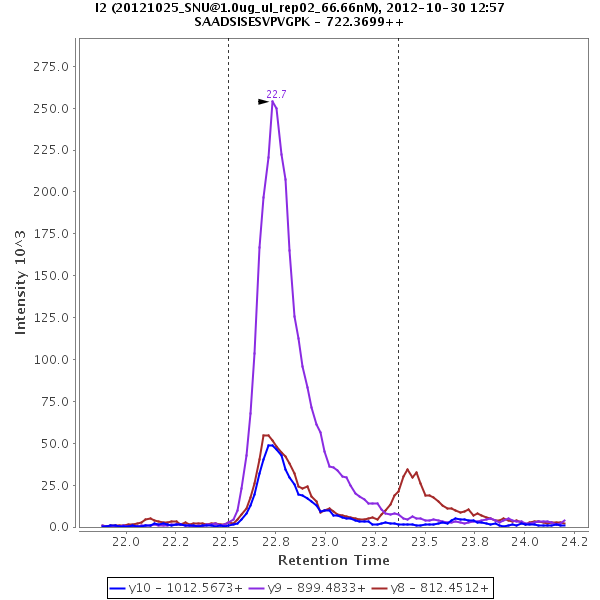 I2 (20121025_SNU@1.0ug_ul_rep02_66.66nM), 2012-10-30 12:57
SAADSISESVPVGPK - 722.3699++
22.7
Intensity 10^3
275.0
250.0
225.0
200.0
175.0
150.0
125.0
100.0
75.0
50.0
25.0
0.0
22.0 22.2 22.5 22.8 23.0 23.2 23.5 23.8 24.0 24.2
Retention Time
y10 - 1012.5673+ y9 - 899.4833+ y8 - 812.4512+